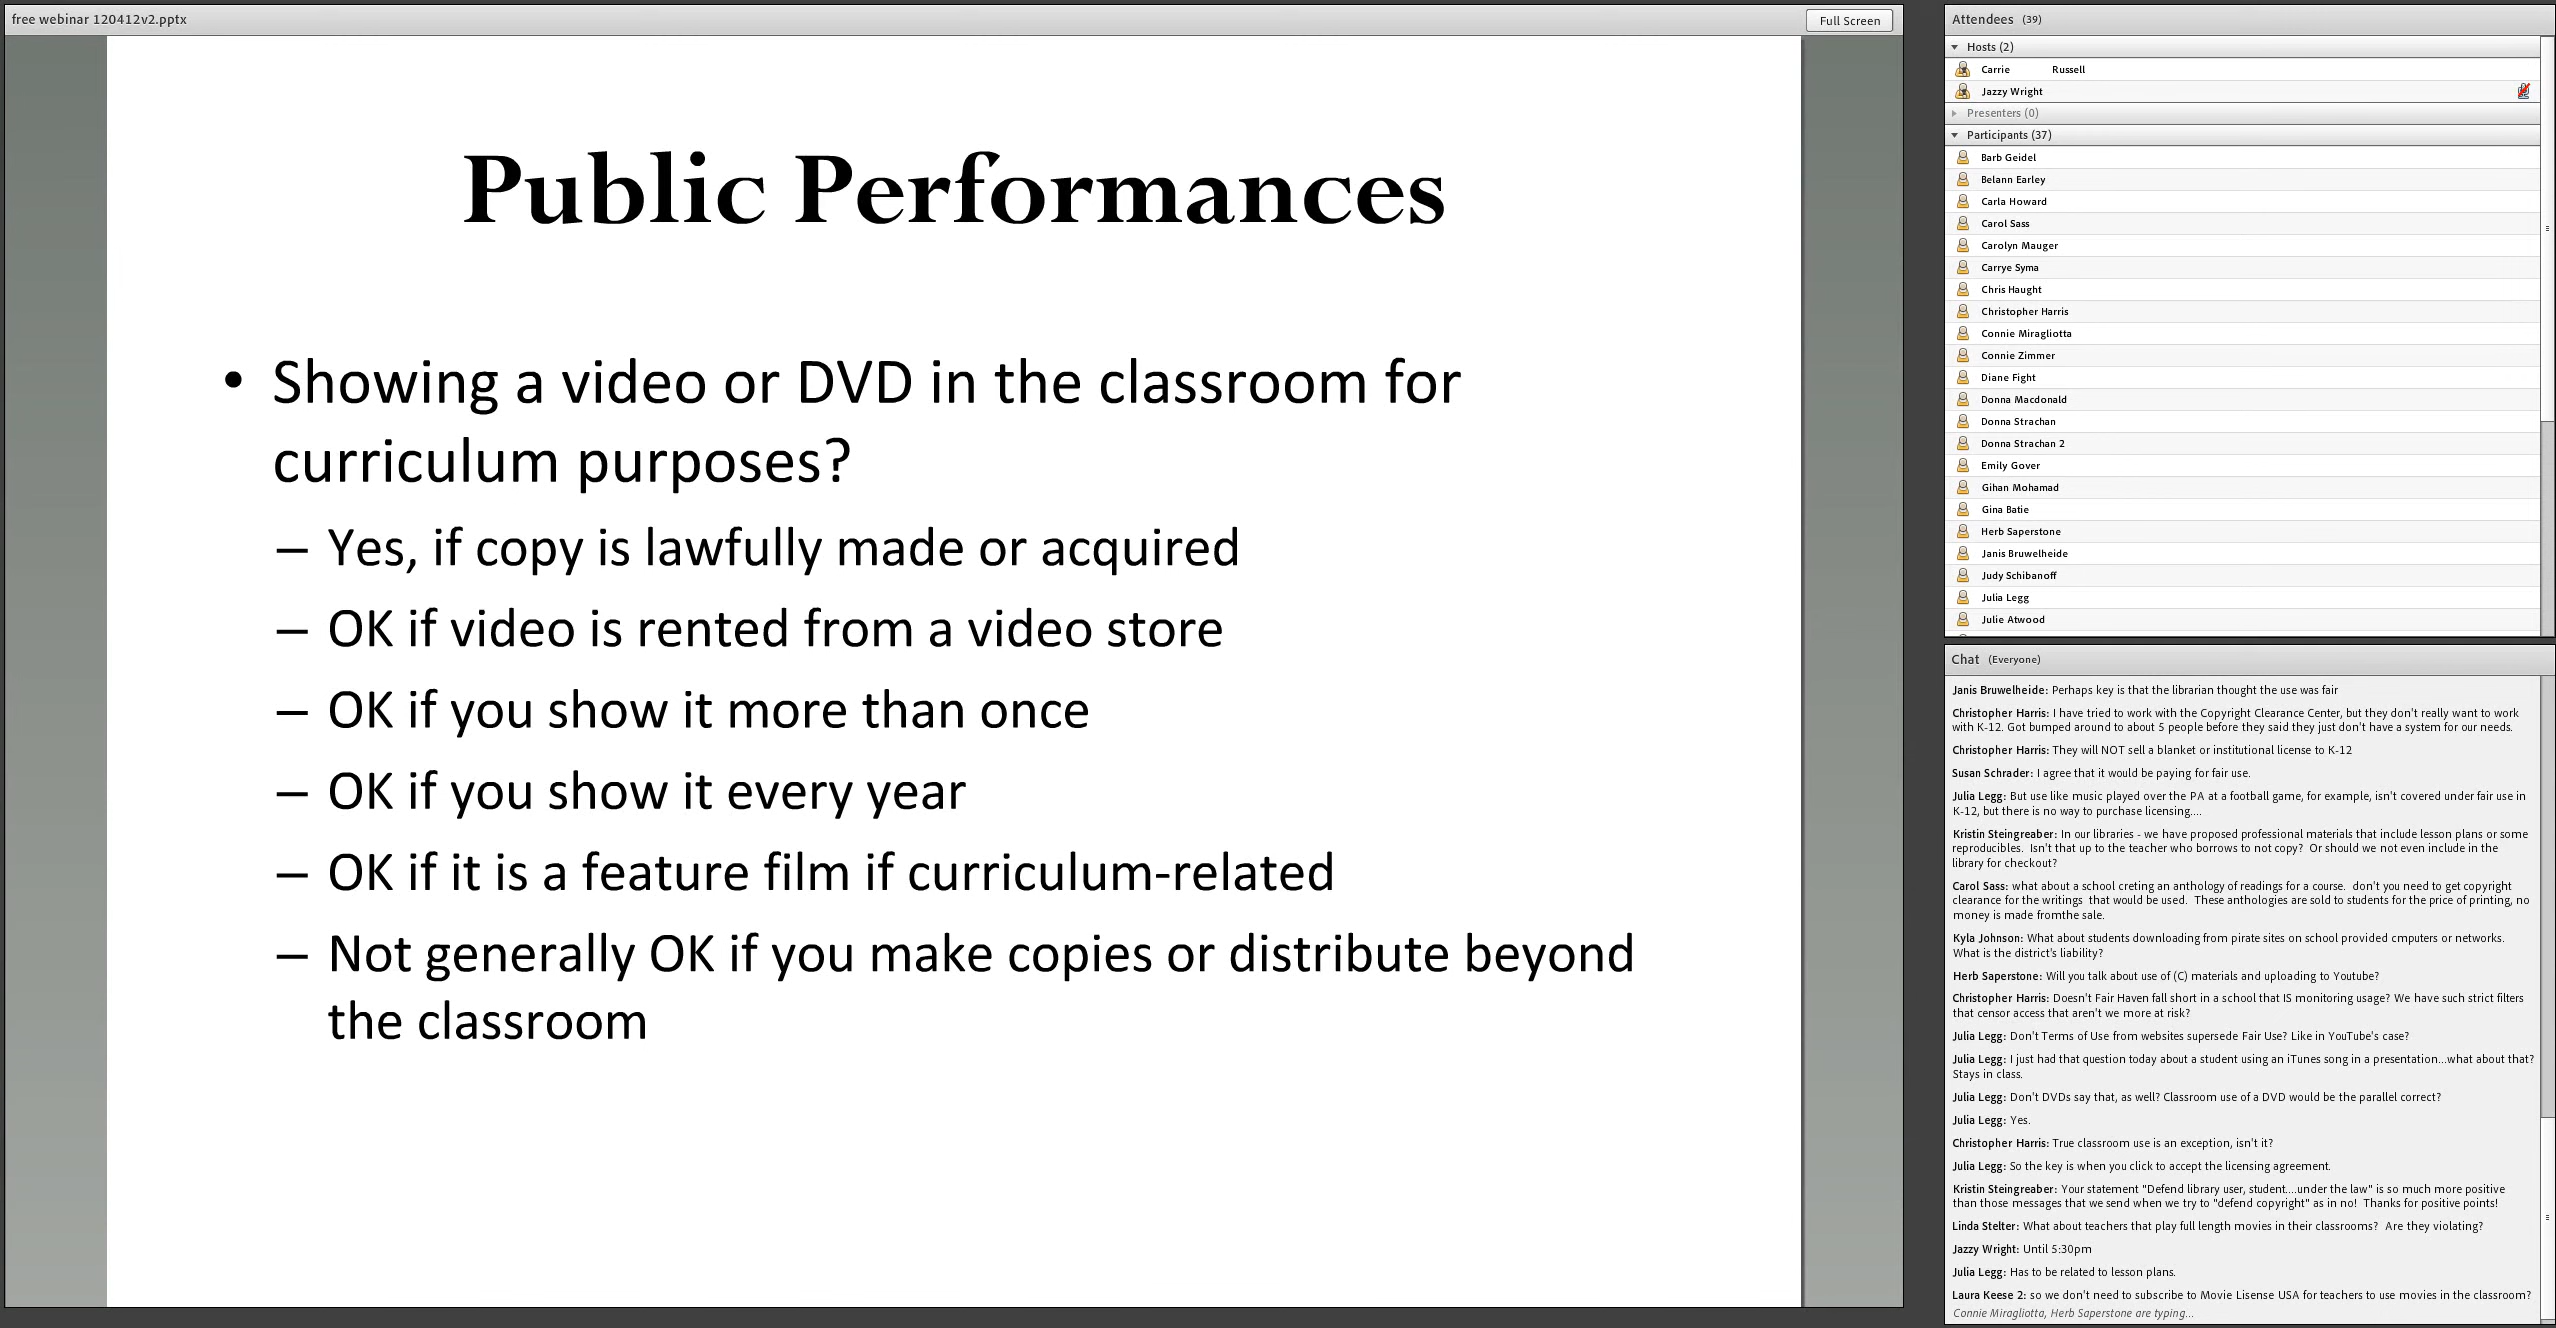 free webinar 120412v2.pptx
Full Screen
Public Performances
• Showing a video or DVD in the classroom for
curriculum purposes?
– Yes, if copy is lawfully made or acquired
– OK if video is rented from a video store
– OK if you show it more than once
– OK if you show it every year
– OK if it is a feature film if curriculum-related
– Not generally OK if you make copies or distribute beyond
the classroom
Attendees (39)
Hosts (2)
Carrie Russell
Jazzy Wright
Presenters (0)
Participants (37)
Barb Geidel
Belann Earley
Carla Howard
Carol Sass
Carolyn Mauger
Carrye Syma
Chris Haught
Christopher Harris
Connie Miragliotta
Connie Zimmer
Diane Fight
Donna Macdonald
Donna Strachan
Donna Strachan 2
Emily Gover
Gihan Mohamad
Gina Batie
Herb Saperstone
Janis Bruwelheide
Judy Schibanoff
Julia Legg
Julie Atwood
Chat (Everyone)
Janis Bruwelheide: Perhaps key is that the librarian thought the use was fair
Christopher Harris: I have tried to work with the Copyright Clearance Center, but they don't really want to work
with K-12. Got bumped around to about 5 people before they said they just don't have a system for our needs.
Christopher Harris: They will NOT sell a blanket or institutional license to K-12
Susan Schrader: I agree that it would be paying for fair use.
Julia Legg: But use like music played over the PA at a football game, for example, isn't covered under fair use in
K-12, but there is no way to purchase licensing....
Kristin Steingreaber: In our libraries - we have proposed professional materials that include lesson plans or some
reproducibles. Isn't that up to the teacher who borrows to not copy? Or should we not even include in the
library for checkout?
Carol Sass: what about a school creting an anthology of readings for a course. don't you need to get copyright
clearance for the writings that would be used. These anthologies are sold to students for the price of printing, no
money is made fromthe sale.
Kyla Johnson: What about students downloading from pirate sites on school provided cmputers or networks.
What is the district's liability?
Herb Saperstone: Will you talk about use of (C) materials and uploading to Youtube?
Christopher Harris: Doesn't Fair Haven fall short in a school that IS monitoring usage? We have such strict filters
that censor access that aren't we more at risk?
Julia Legg: Don't Terms of Use from websites supersede Fair Use? Like in YouTube's case?
Julia Legg: I just had that question today about a student using an iTunes song in a presentation...what about that?
Stays in class.
Julia Legg: Don't DVDs say that, as well? Classroom use of a DVD would be the parallel correct?
Julia Legg: Yes.
Christopher Harris: True classroom use is an exception, isn't it?
Julia Legg: So the key is when you click to accept the licensing agreement.
Kristin Steingreaber: Your statement "Defend library user, student....under the law" is so much more positive
than those messages that we send when we try to "defend copyright" as in no! Thanks for positive points!
Linda Stelter: What about teachers that play full length movies in their classrooms? Are they violating?
Jazzy Wright: Until 5:30pm
Julia Legg: Has to be related to lesson plans.
Laura Keese 2: so we don't need to subscribe to Movie Lisense USA for teachers to use movies in the classroom?
Connie Miragliotta, Herb Saperstone are typing...